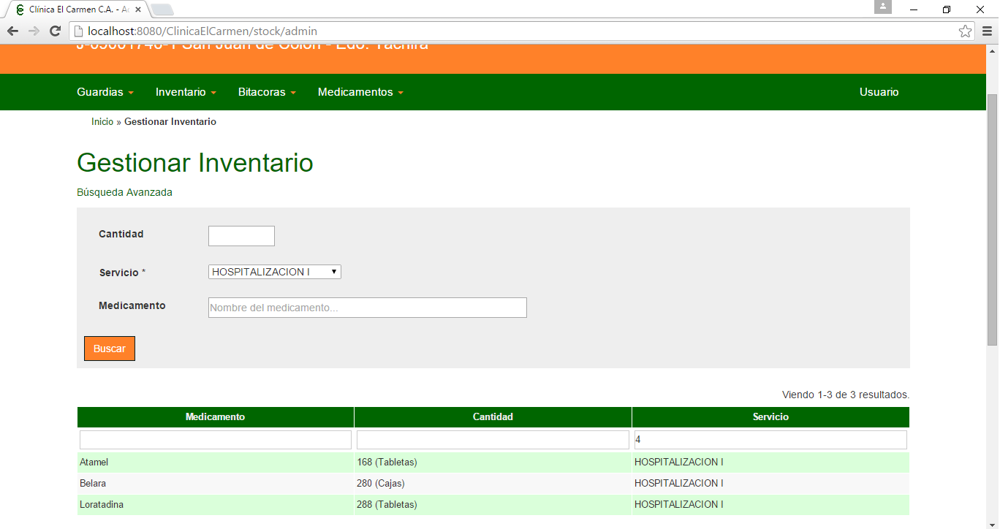 Clínica El Carmen C.A. - Ad
localhost:8080/ClinicaElCarmen/stock/admin
San Juan de Colón - Edo. Táchira
Guardias Inventario Bitacoras Medicamentos Usuario
Inicio » Gestionar Inventario
Gestionar Inventario
Búsqueda Avanzada
Cantidad
Servicio * HOSPITALIZACION I
Medicamento Nombre del medicamento...
Buscar
Viendo 1-3 de 3 resultados.
Medicamento Cantidad Servicio
4
Atamel 168 (Tabletas) HOSPITALIZACION I
Belara 280 (Cajas) HOSPITALIZACION I
Loratadina 288 (Tabletas) HOSPITALIZACION I